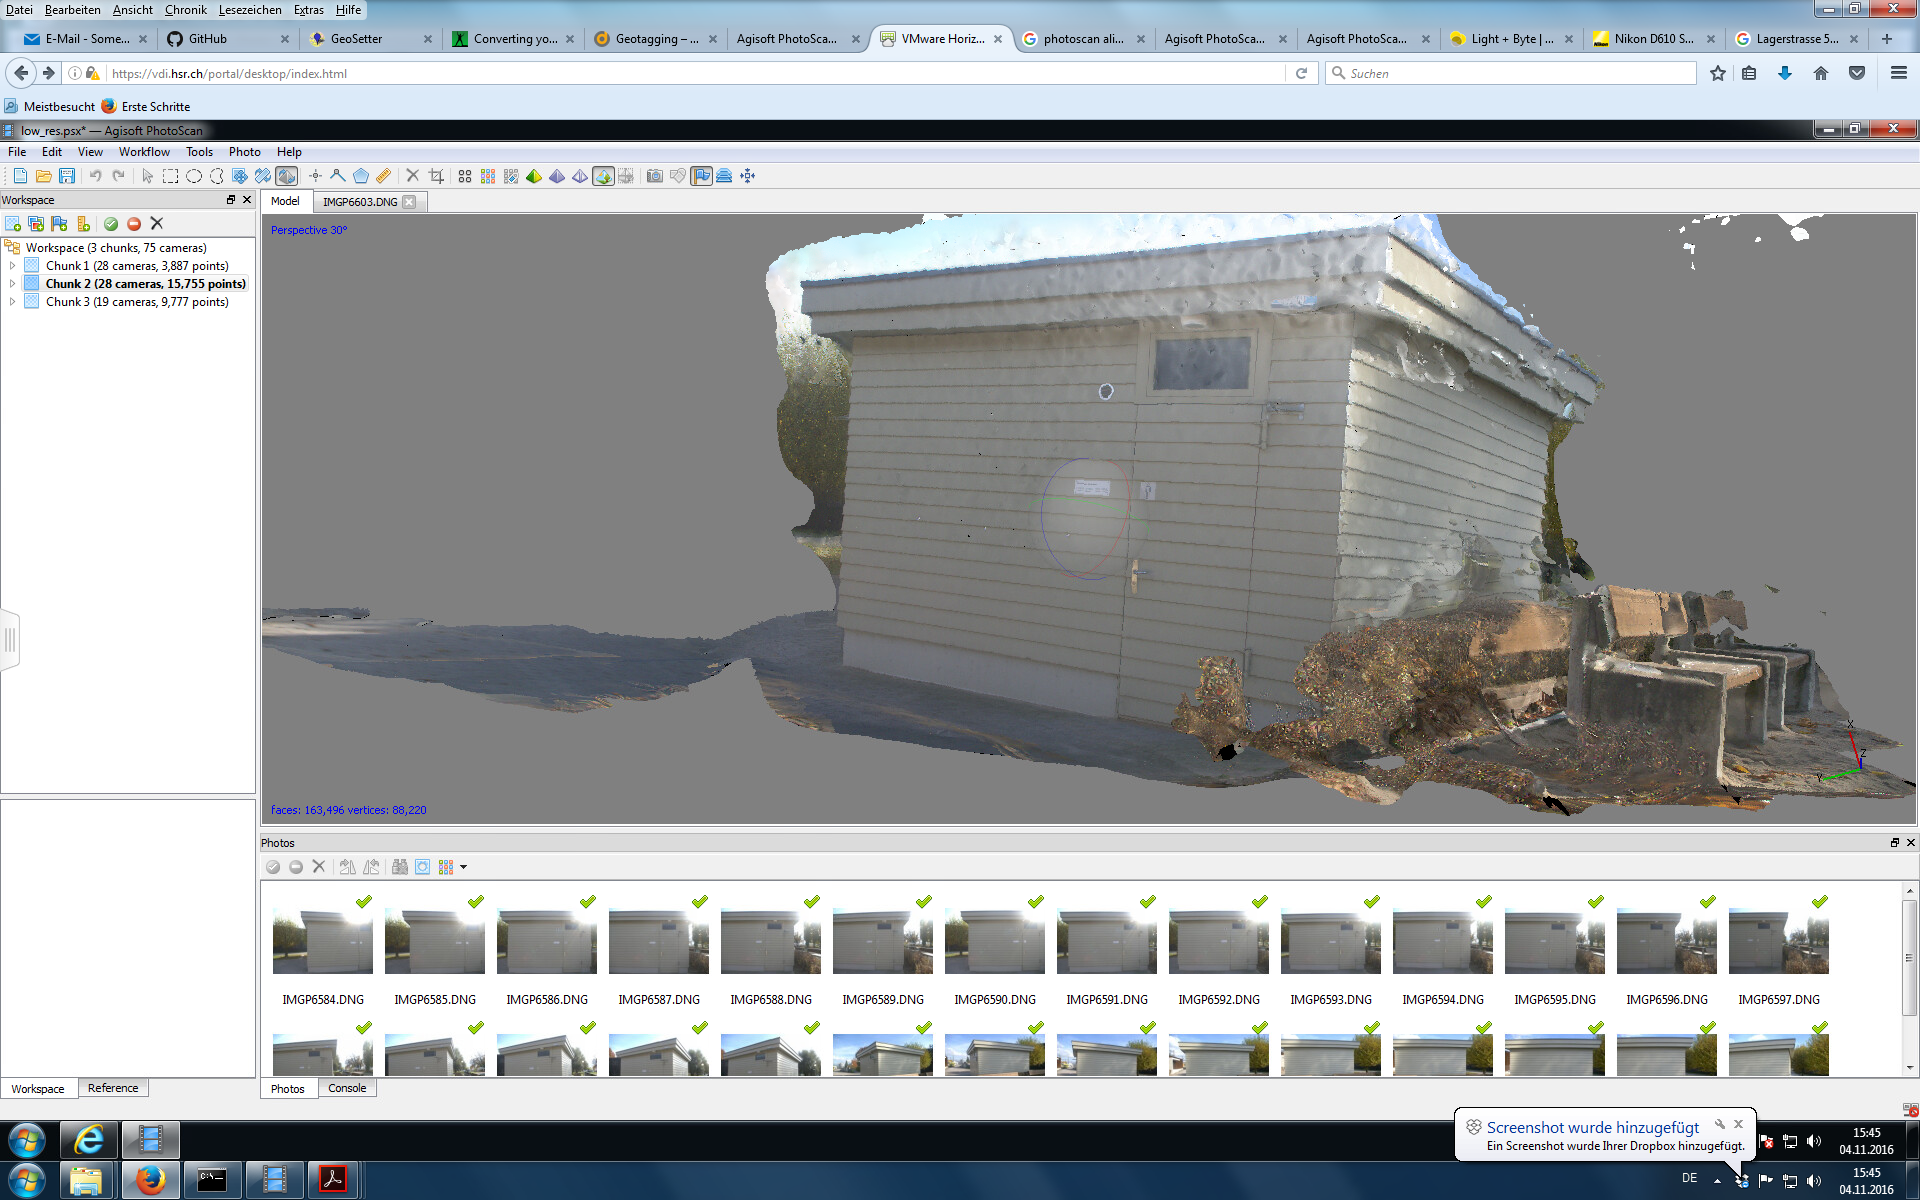 Datei Bearbeiten Ansicht Chronik Lesezeichen Extras Hilfe
E-Mail - Some... GitHub GeoSetter Converting yo... Geotagging – ... Agisoft PhotoSca... VMware Horiz... photoscan ali... Agisoft PhotoSca... Agisoft PhotoSca... Light + Byte | ... Nikon D610 S... Lagerstrasse 5...
https://vdi.hsr.ch/portal/desktop/index.html
Suchen
Meistbesucht Erste Schritte
low_res.psx* — Agisoft PhotoScan
File Edit View Workflow Tools Photo Help
Workspace
Model IMGP6603.DNG
Perspective 30°
Workspace (3 chunks, 75 cameras)
Chunk 1 (28 cameras, 3,887 points)
Chunk 2 (28 cameras, 15,755 points)
Chunk 3 (19 cameras, 9,777 points)
X
Z
Y
faces: 163,496 vertices: 88,220
Photos
IMGP6584.DNG IMGP6585.DNG IMGP6586.DNG IMGP6587.DNG IMGP6588.DNG IMGP6589.DNG IMGP6590.DNG IMGP6591.DNG IMGP6592.DNG IMGP6593.DNG IMGP6594.DNG IMGP6595.DNG IMGP6596.DNG IMGP6597.DNG
Workspace Reference
Photos Console
Screenshot wurde hinzugefügt
Ein Screenshot wurde Ihrer Dropbox hinzugefügt.
15:45
04.11.2016
DE
15:45
04.11.2016